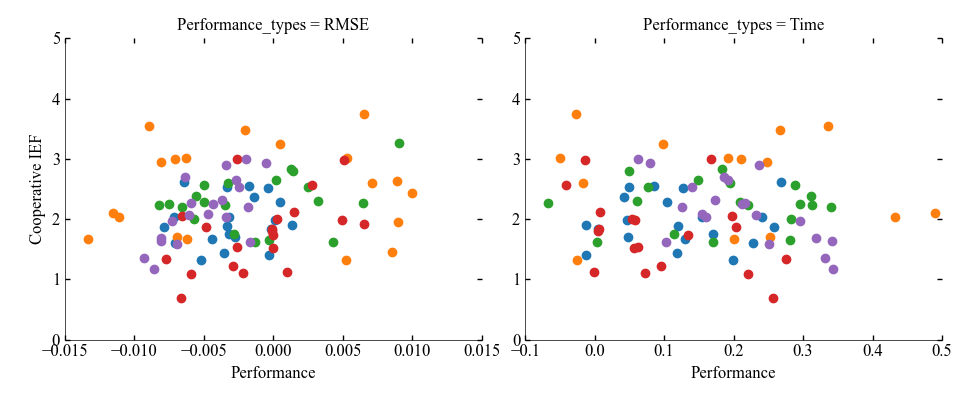 Performance_types = RMSE
Performance_types = Time
Cooperative IEF
5
4
3
2
1
0
−0.015 −0.010 −0.005 0.000 0.005 0.010 0.015
Performance
5
4
3
2
1
0
−0.1 0.0 0.1 0.2 0.3 0.4 0.5
Performance